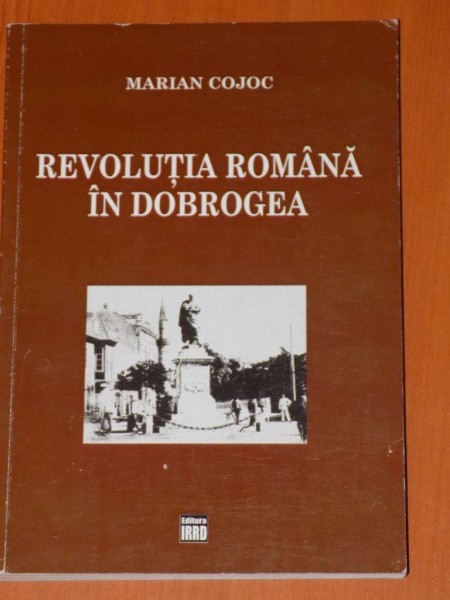 MARIAN COJOC
REVOLUȚIA ROMÂNĂ
ÎN DOBROGEA
Editura
IRRD